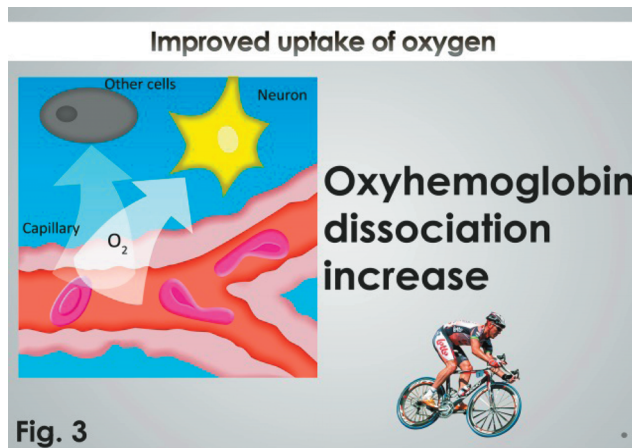 Improved uptake of oxygen
Other cells
Neuron
Capillary
O₂
Oxyhemoglobin
dissociation
increase
Fig. 3